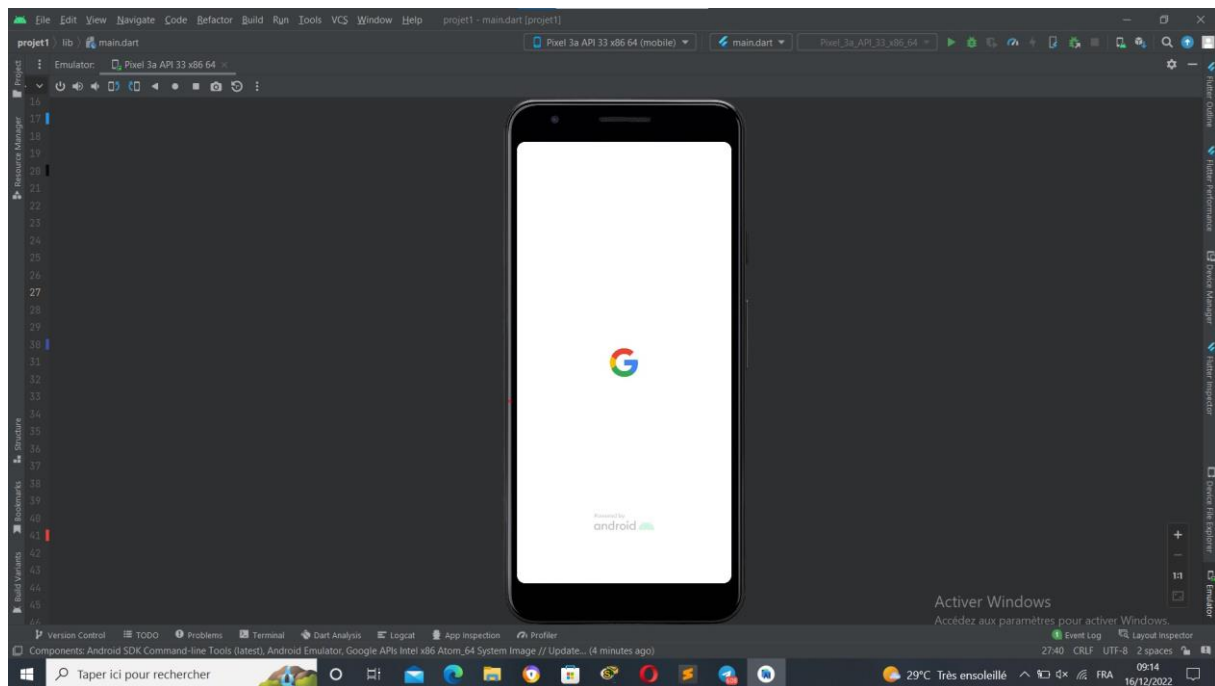 File Edit View Navigate Code Refactor Build Run Tools VCS Window Help projet1 - main.dart [projet1]
projet1 lib main.dart Pixel 3a API 33 x86 64 (mobile) main.dart Pixel_3a_API_33_x86_64
Emulator: Pixel 3a API 33 x86 64
Project
Resource Manager
Structure
Bookmarks
Build Variants
16
17
18
19
20
21
22
23
24
25
26
27
28
29
30
31
32
33
34
35
36
37
38
39
40
41
42
43
44
45
46
G
Powered by
android
Flutter Outline
Flutter Performance
Device Manager
Flutter Inspector
Device File Explorer
Emulator
1:1
Activer Windows
Accédez aux paramètres pour activer Windows.
Version Control TODO Problems Terminal Dart Analysis Logcat App Inspection Profiler 1 Event Log Layout Inspector
Components: Android SDK Command-line Tools (latest), Android Emulator, Google APIs Intel x86 Atom_64 System Image // Update... (4 minutes ago) 27:40 CRLF UTF-8 2 spaces
Taper ici pour rechercher 29°C Très ensoleillé FRA 09:14
16/12/2022